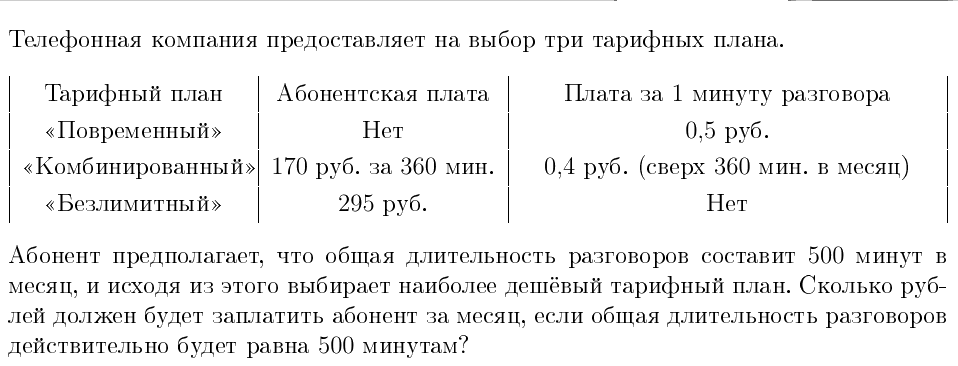 Телефонная компания предоставляет на выбор три тарифных плана.
Тарифный план Абонентская плата Плата за 1 минуту разговора
«Повременный» Нет 0,5 руб.
«Комбинированный» 170 руб. за 360 мин. 0,4 руб. (сверх 360 мин. в месяц)
«Безлимитный» 295 руб. Нет
Абонент предполагает, что общая длительность разговоров составит 500 минут в
месяц, и исходя из этого выбирает наиболее дешёвый тарифный план. Сколько руб-
лей должен будет заплатить абонент за месяц, если общая длительность разговоров
действительно будет равна 500 минутам?